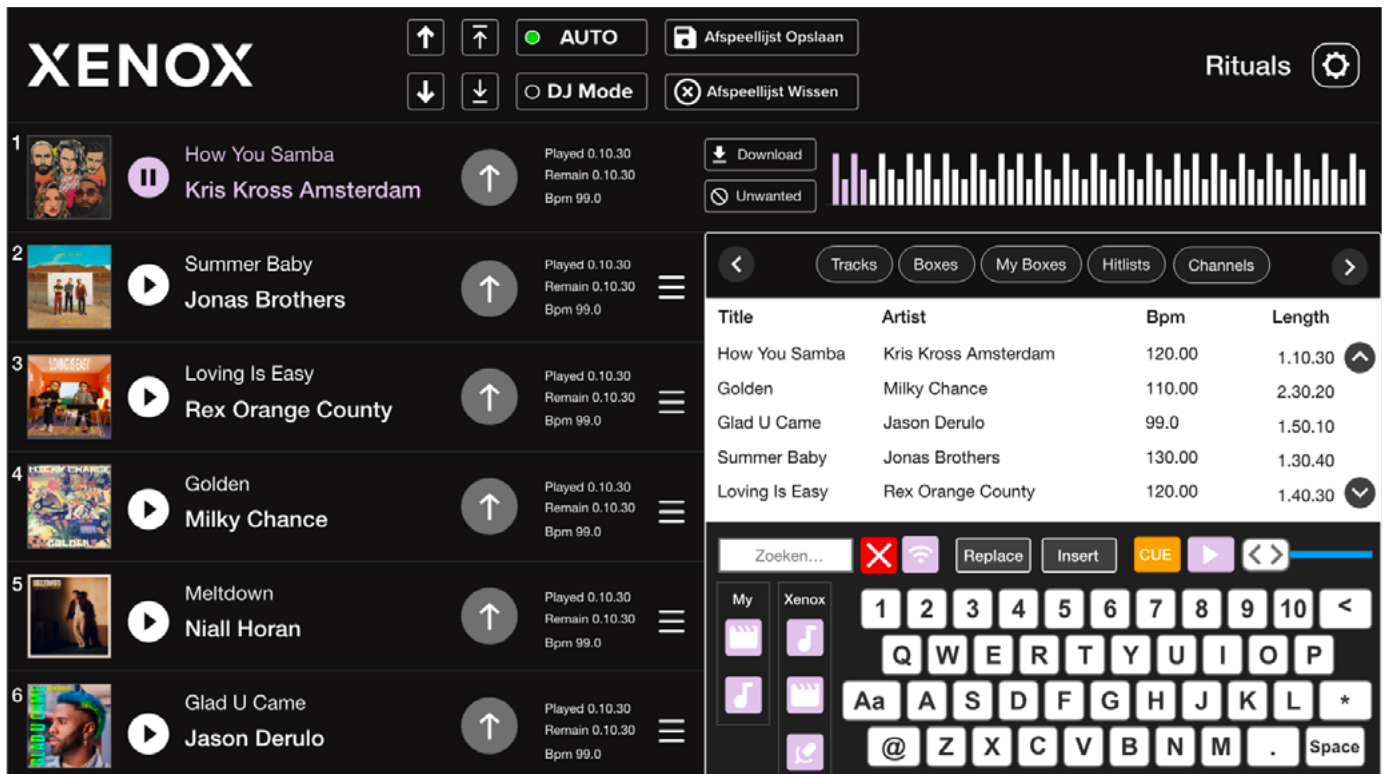 XENOX
AUTO
Afspeellijst Opslaan
DJ Mode
Afspeellijst Wissen
Rituals
1
How You Samba
Kris Kross Amsterdam
Played 0.10.30
Remain 0.10.30
Bpm 99.0
Download
Unwanted
2
Summer Baby
Jonas Brothers
Played 0.10.30
Remain 0.10.30
Bpm 99.0
3
LOVING IS EASY
Loving Is Easy
Rex Orange County
Played 0.10.30
Remain 0.10.30
Bpm 99.0
4
MILKY CHANCE
GOLDEN
Golden
Milky Chance
Played 0.10.30
Remain 0.10.30
Bpm 99.0
5
MELTDOWN
Meltdown
Niall Horan
Played 0.10.30
Remain 0.10.30
Bpm 99.0
6
GLAD U CAME
Glad U Came
Jason Derulo
Played 0.10.30
Remain 0.10.30
Bpm 99.0
Tracks Boxes My Boxes Hitlists Channels
Title Artist Bpm Length
How You Samba Kris Kross Amsterdam 120.00 1.10.30
Golden Milky Chance 110.00 2.30.20
Glad U Came Jason Derulo 99.0 1.50.10
Summer Baby Jonas Brothers 130.00 1.30.40
Loving Is Easy Rex Orange County 120.00 1.40.30
Zoeken... Replace Insert CUE < >
My Xenox
1 2 3 4 5 6 7 8 9 10 <
Q W E R T Y U I O P
Aa A S D F G H J K L *
@ Z X C V B N M . Space